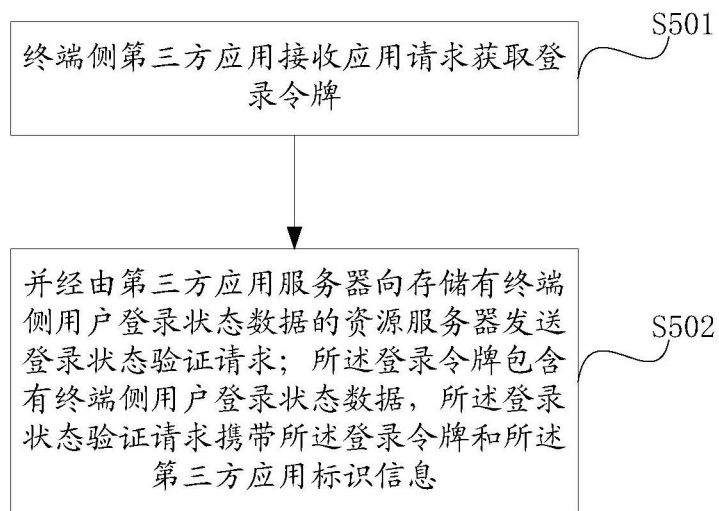 S501
终端侧第三方应用接收应用请求获取登
录令牌
并经由第三方应用服务器向存储有终端
侧用户登录状态数据的资源服务器发送
登录状态验证请求；所述登录令牌包含
有终端侧用户登录状态数据，所述登录
状态验证请求携带所述登录令牌和所述
第三方应用标识信息
S502